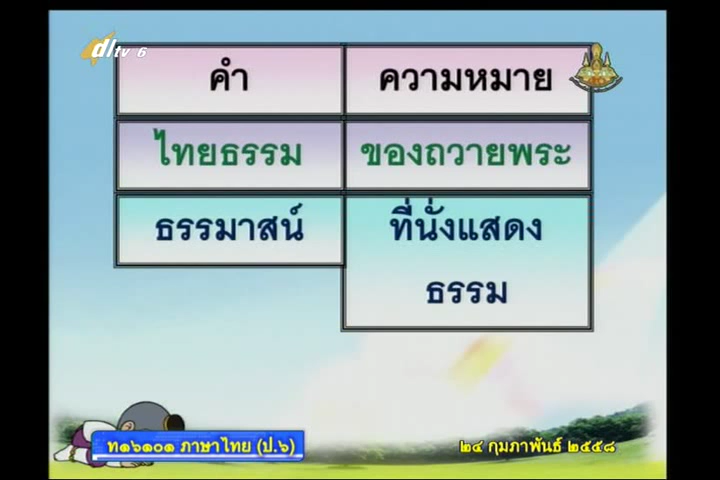 dltv 6
คำ ความหมาย
ไทยธรรม ของถวายพระ
ธรรมาสน์ ที่นั่งแสดง
ธรรม
ท๑๖๑๐๑ ภาษาไทย (ป.๖) ๒๔ กุมภาพันธ์ ๒๕๕๘